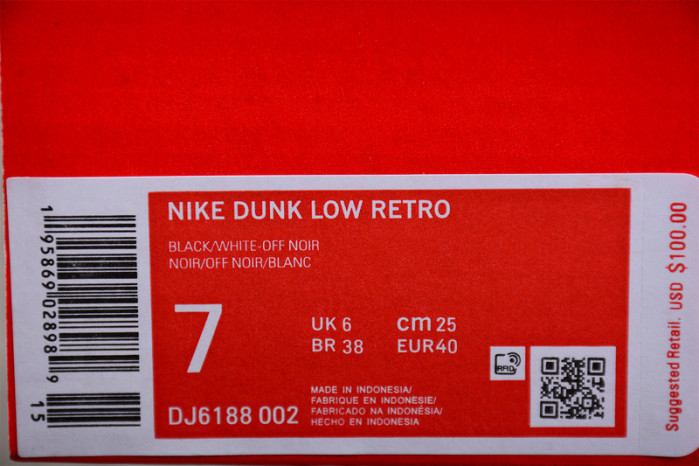 NIKE DUNK LOW RETRO
BLACK/WHITE-OFF NOIR
NOIR/OFF NOIR/BLANC
7
UK 6 cm 25
BR 38 EUR40
DJ6188 002
MADE IN INDONESIA/
FABRIQUE EN INDONESIE/
FABRICADO NA INDONÉSIA/
HECHO EN INDONESIA
RFID
1 95869 02898 9
15
Suggested Retail. USD $100.00